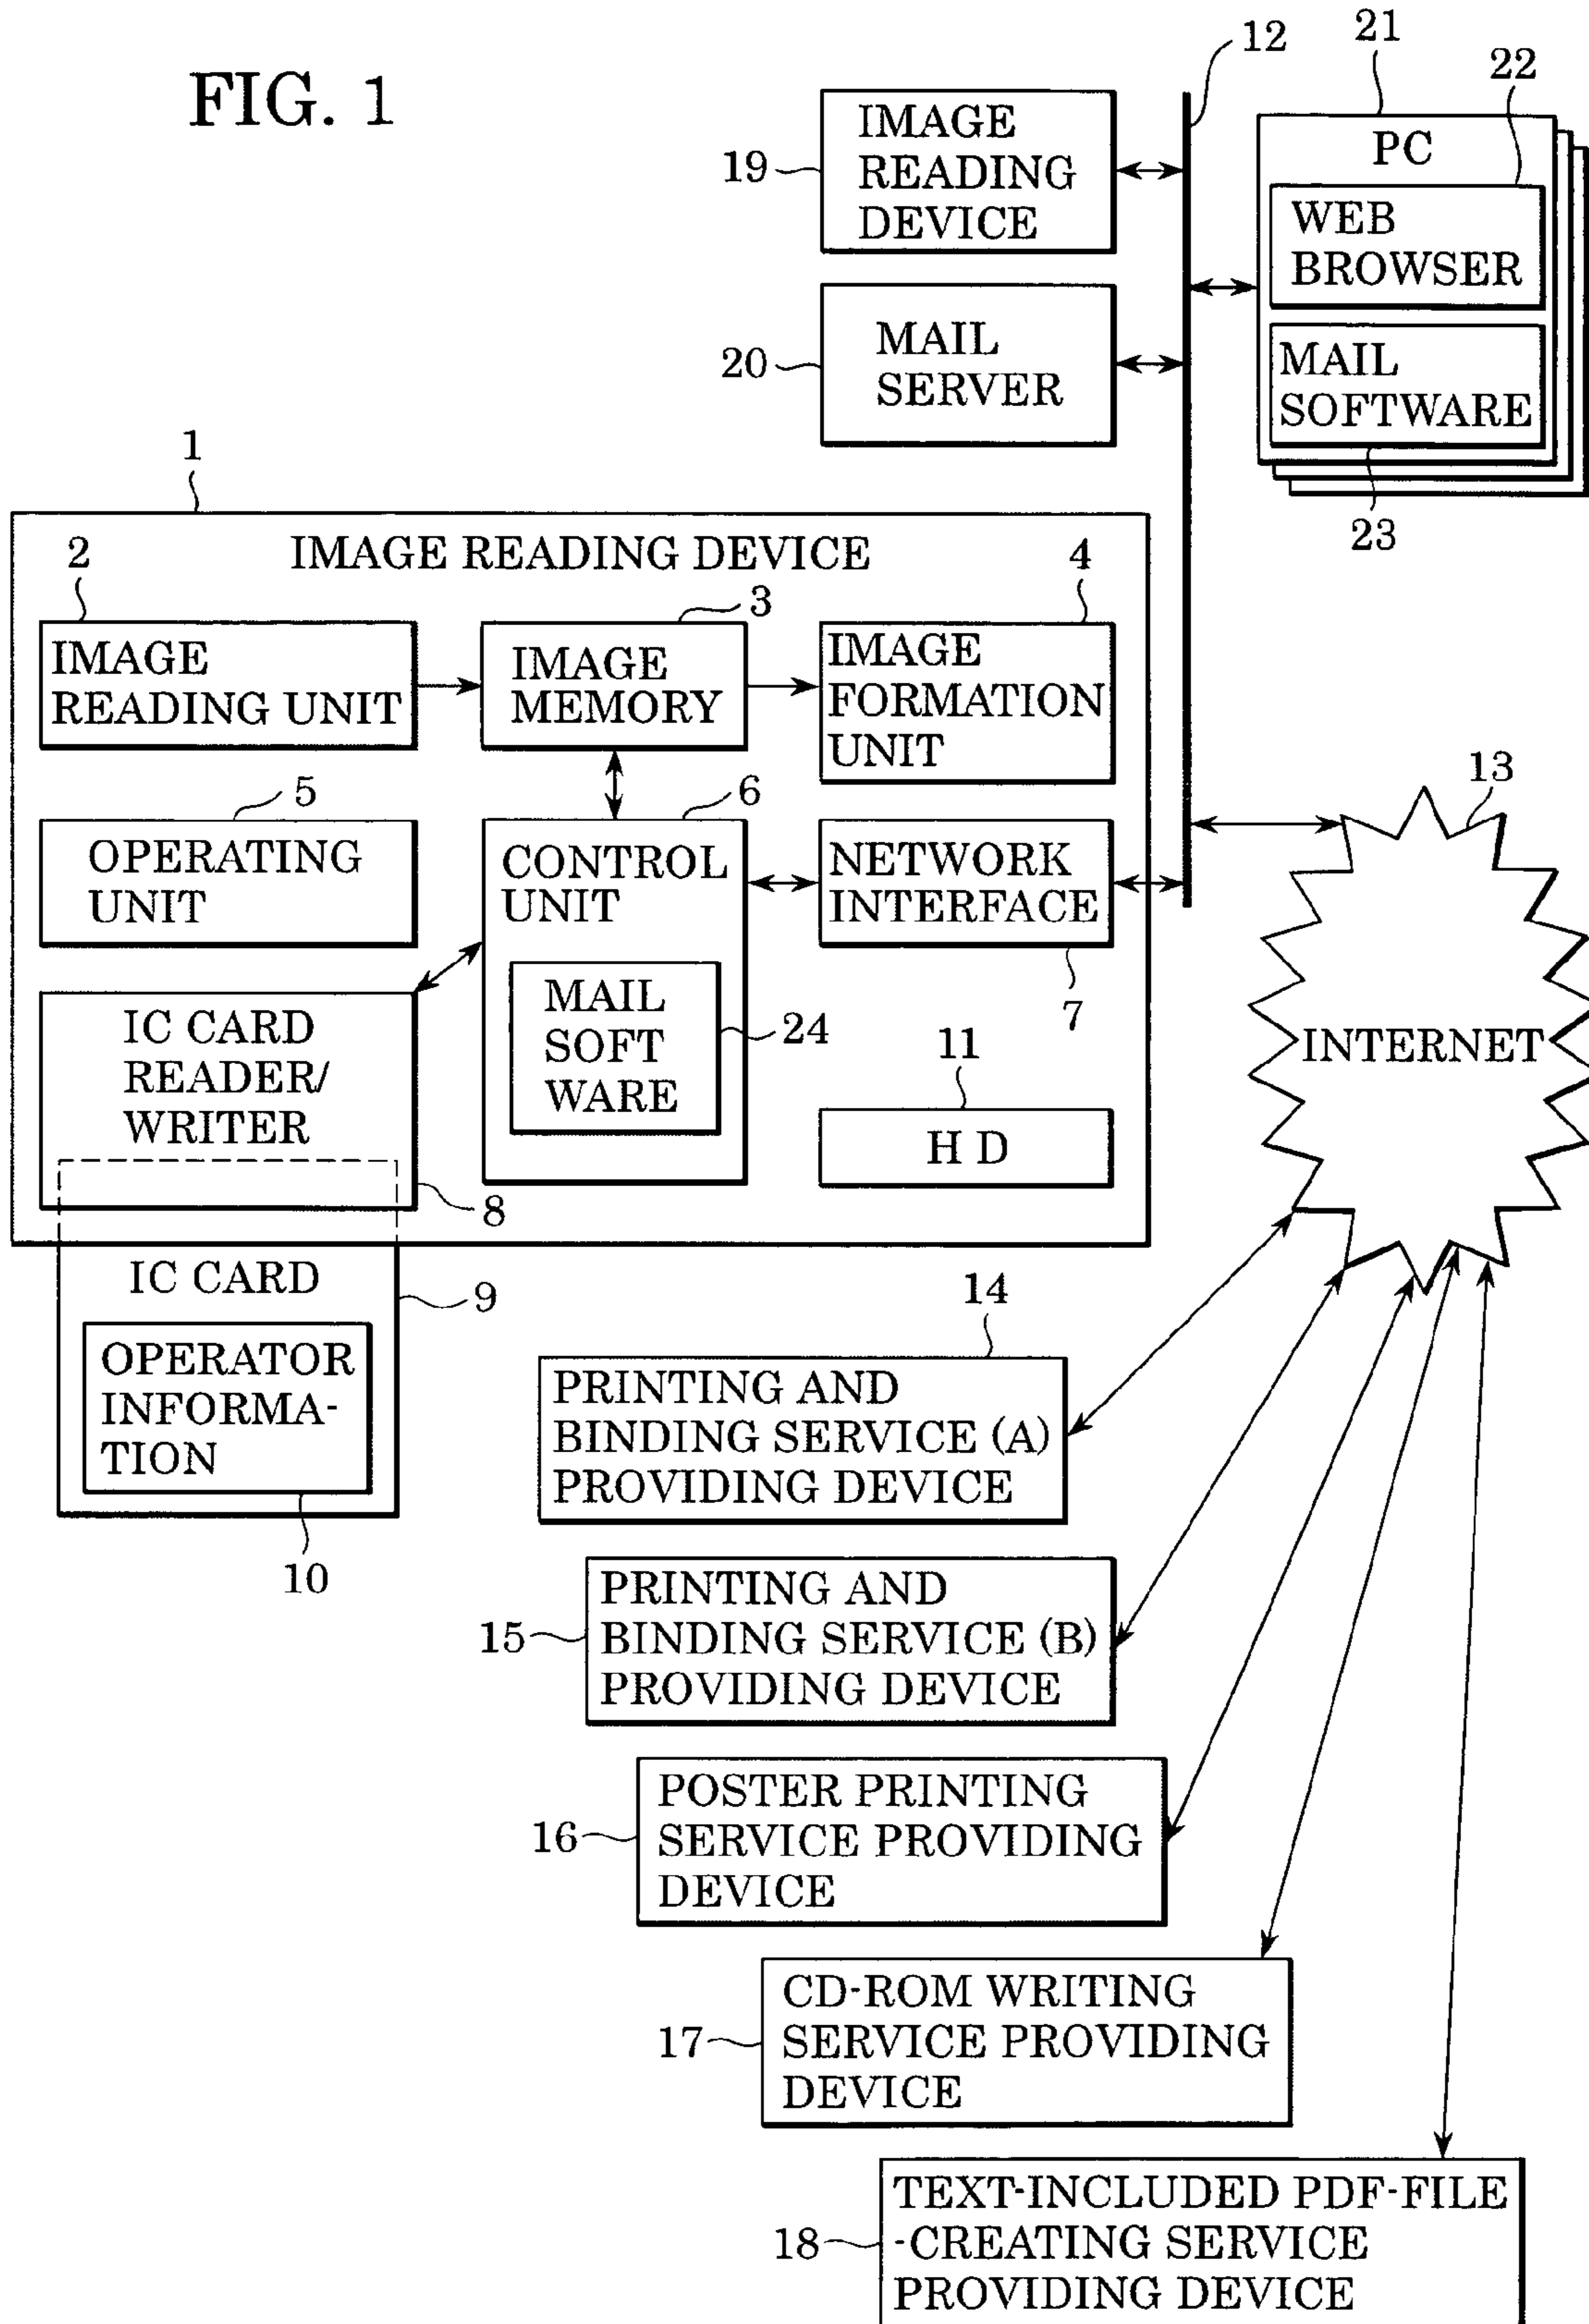 FIG. 1
12
21
22
19
IMAGE
READING
DEVICE
PC
WEB
BROWSER
20
MAIL
SERVER
MAIL
SOFTWARE
23
1
IMAGE READING DEVICE
2
IMAGE
READING UNIT
3
IMAGE
MEMORY
4
IMAGE
FORMATION
UNIT
5
OPERATING
UNIT
6
CONTROL
UNIT
MAIL
SOFT
WARE
24
NETWORK
INTERFACE
7
IC CARD
READER/
WRITER
8
11
H D
13
INTERNET
IC CARD
9
OPERATOR
INFORMA-
TION
10
14
PRINTING AND
BINDING SERVICE (A)
PROVIDING DEVICE
15
PRINTING AND
BINDING SERVICE (B)
PROVIDING DEVICE
16
POSTER PRINTING
SERVICE PROVIDING
DEVICE
17
CD-ROM WRITING
SERVICE PROVIDING
DEVICE
18
TEXT-INCLUDED PDF-FILE
-CREATING SERVICE
PROVIDING DEVICE